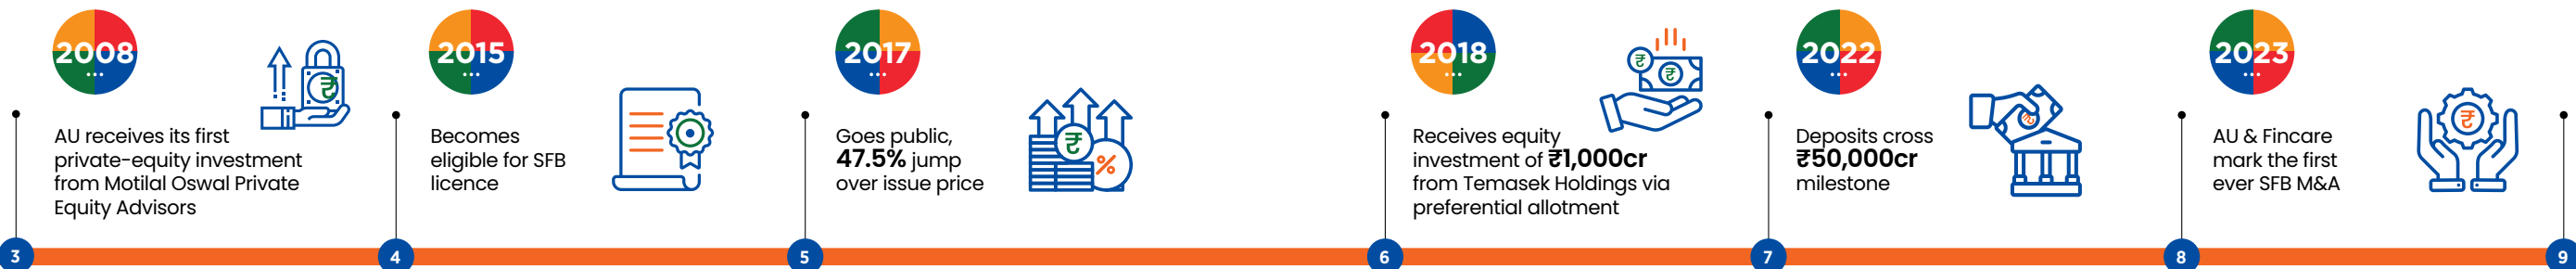 2008
AU receives its first
private-equity investment
from Motilal Oswal Private
Equity Advisors
3
2015
Becomes
eligible for SFB
licence
4
2017
Goes public,
47.5% jump
over issue price
%
5
2018
Receives equity
investment of ₹1,000cr
from Temasek Holdings via
preferential allotment
6
2022
Deposits cross
₹50,000cr
milestone
7
2023
AU & Fincare
mark the first
ever SFB M&A
8
9